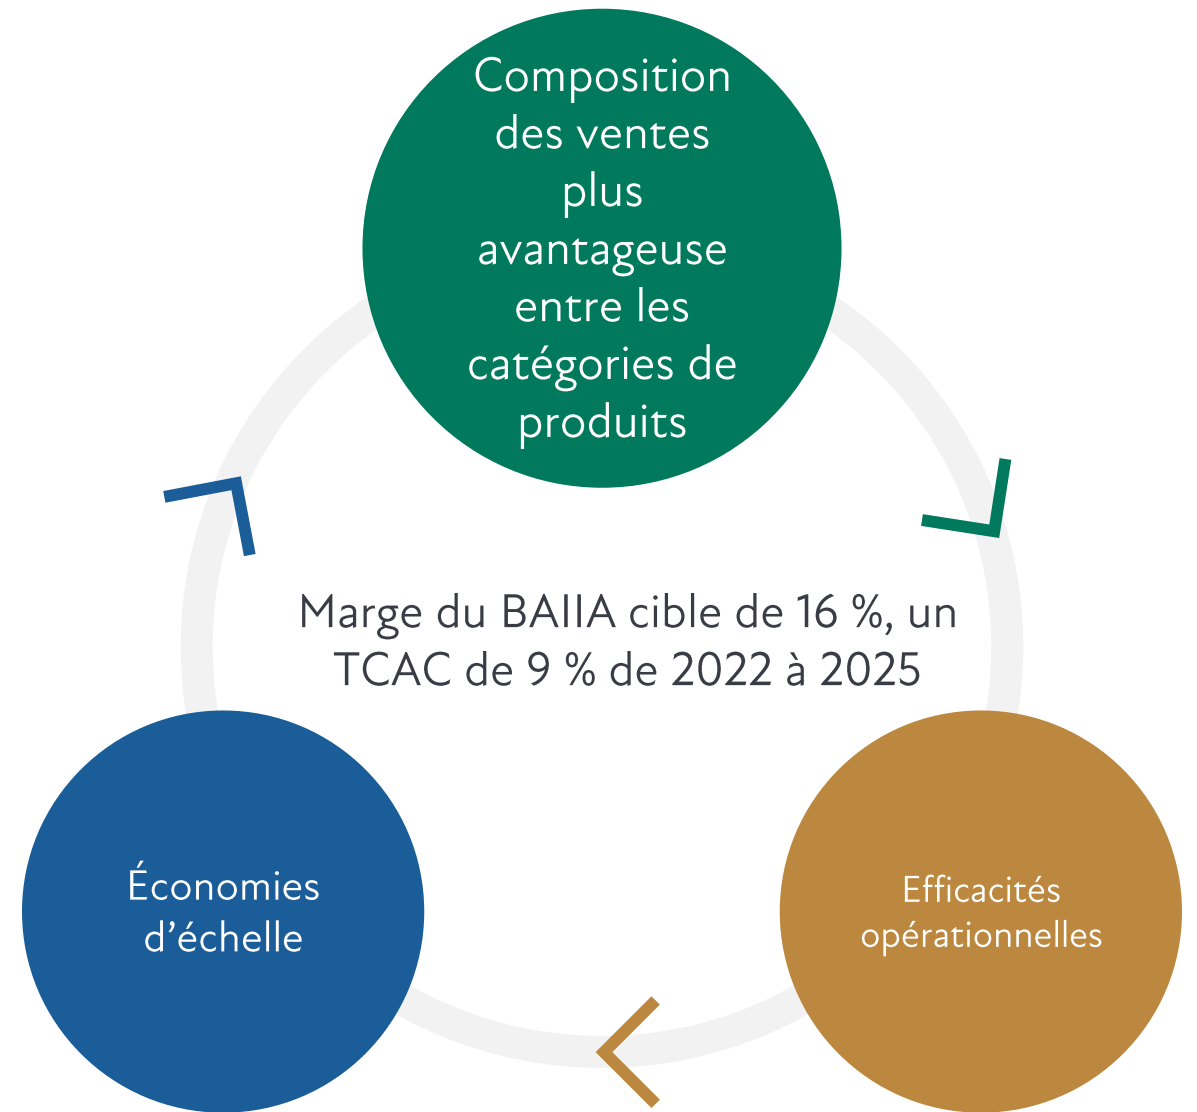 Composition
des ventes
plus
avantageuse
entre les
catégories de
produits
Marge du BAIIA cible de 16 %, un
TCAC de 9 % de 2022 à 2025
Économies
d’échelle
Efficacités
opérationnelles